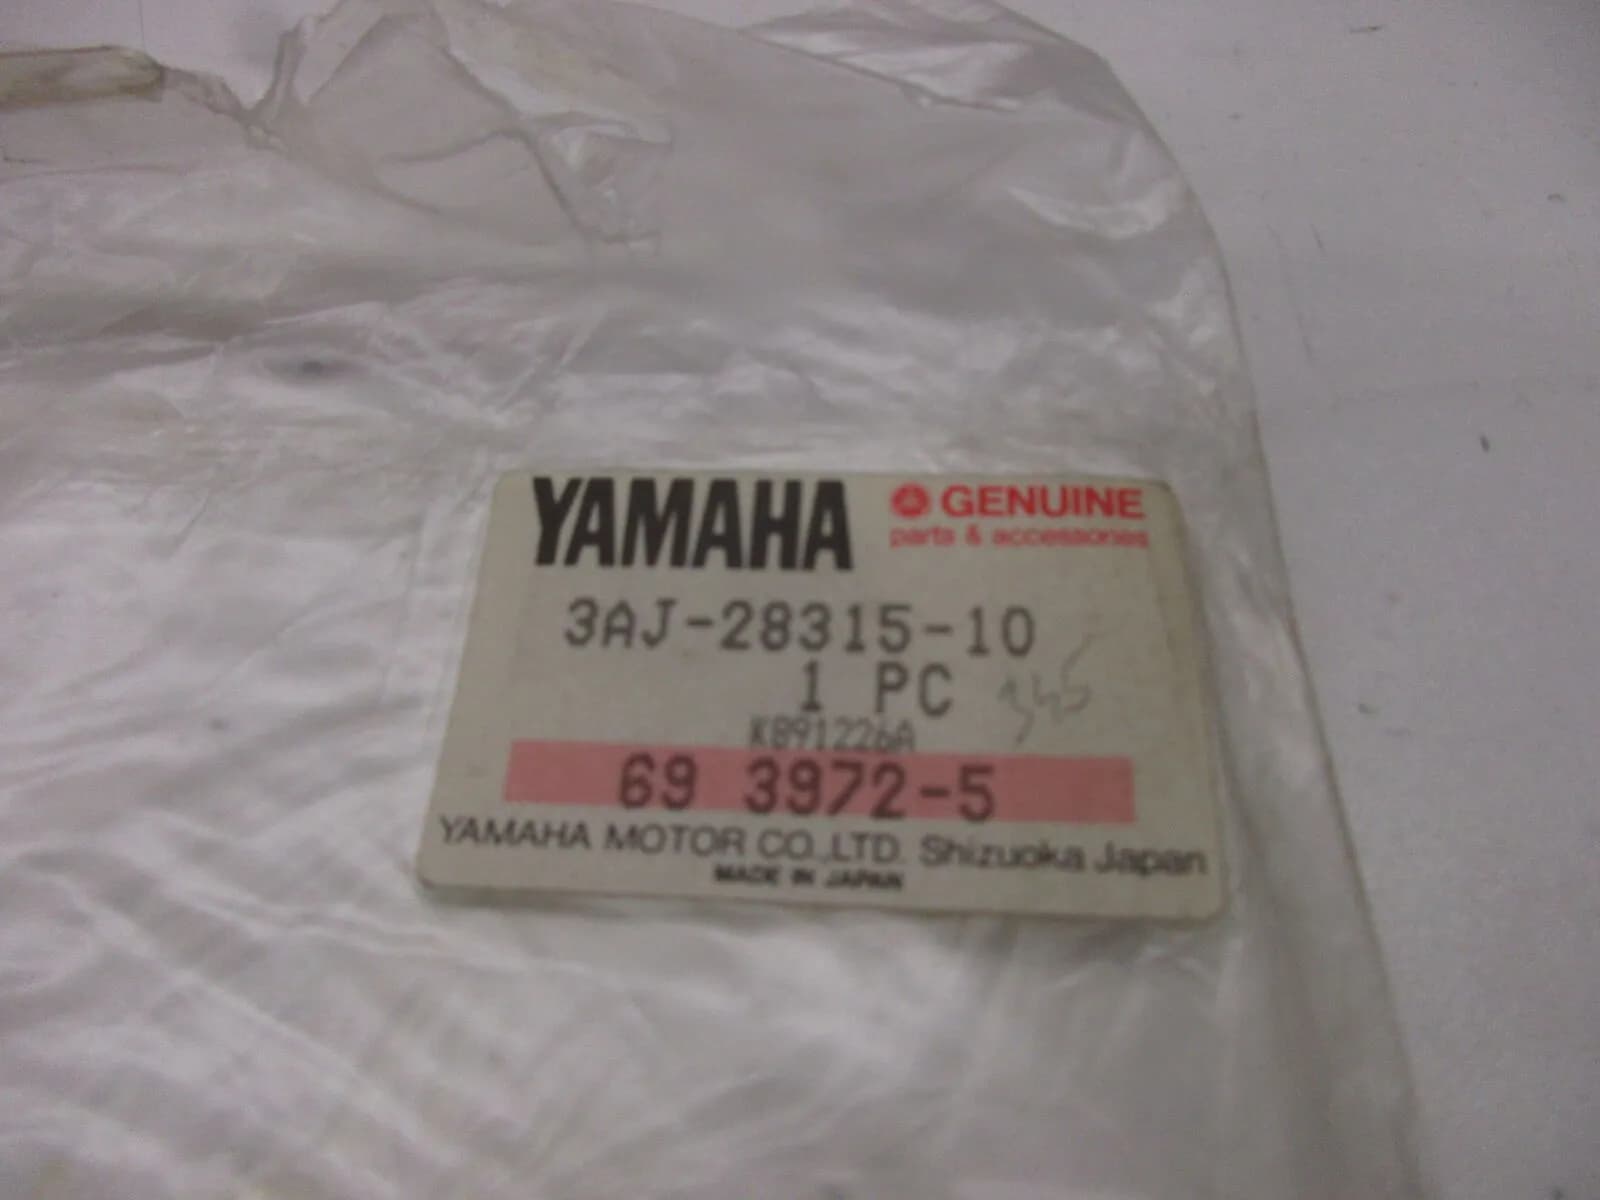 YAMAHA GENUINE
parts & accessories
3AJ-28315-10
1 PC 345
K891226A
69 3972-5
YAMAHA MOTOR CO.,LTD. Shizuoka Japan
MADE IN JAPAN